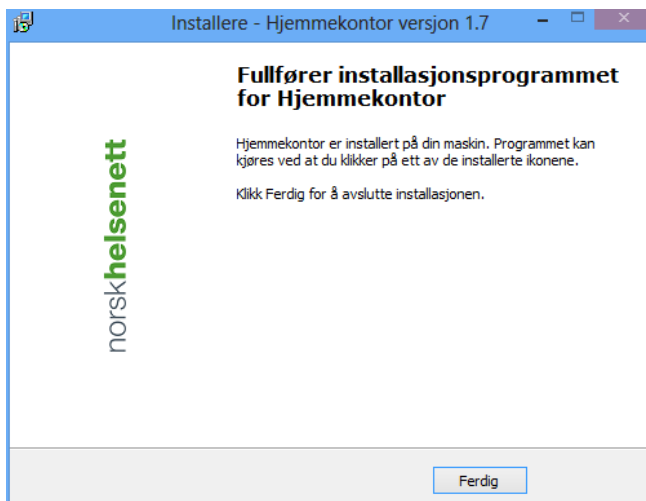 Installere - Hjemmekontor versjon 1.7
Fullfører installasjonsprogrammet
for Hjemmekontor
Hjemmekontor er installert på din maskin. Programmet kan
kjøres ved at du klikker på ett av de installerte ikonene.
Klikk Ferdig for å avslutte installasjonen.
norskhelsenett
Ferdig